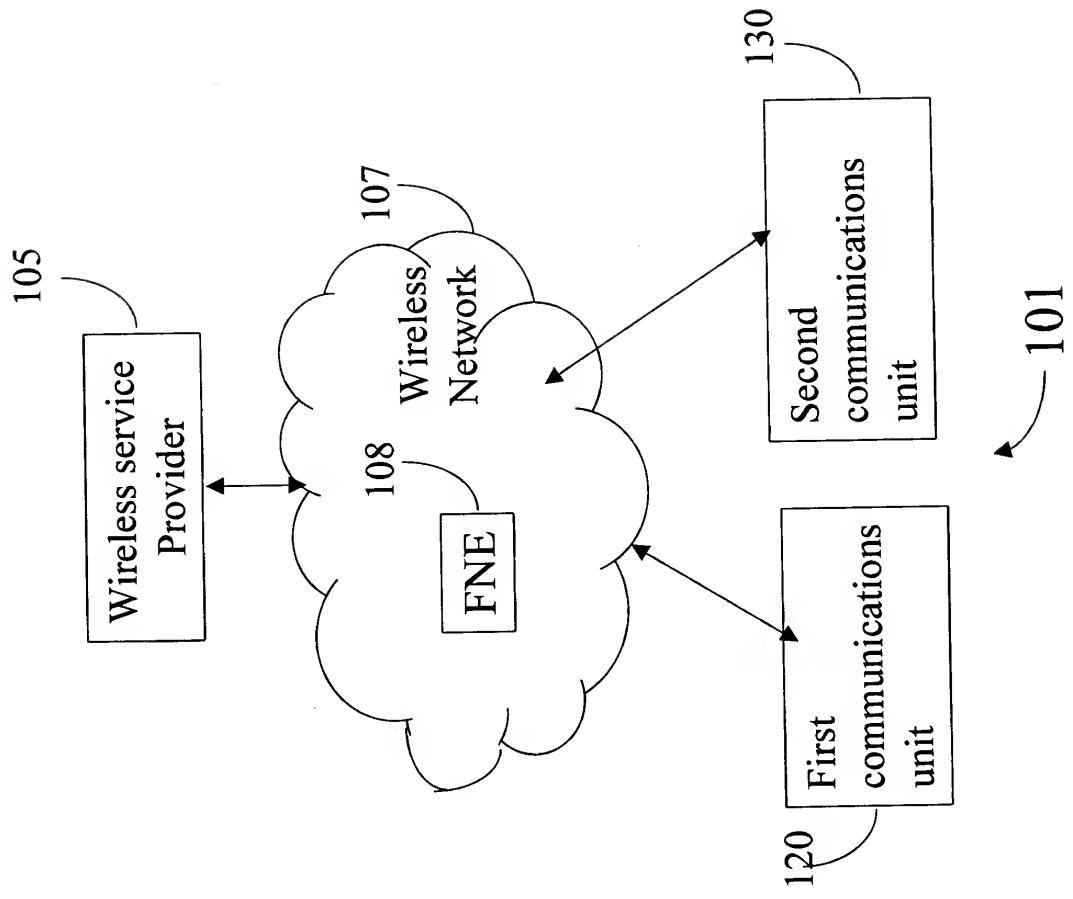 105
Wireless service
Provider
107
Wireless
Network
108
FNE
130
Second
communications
unit
First
communications
unit
120
101